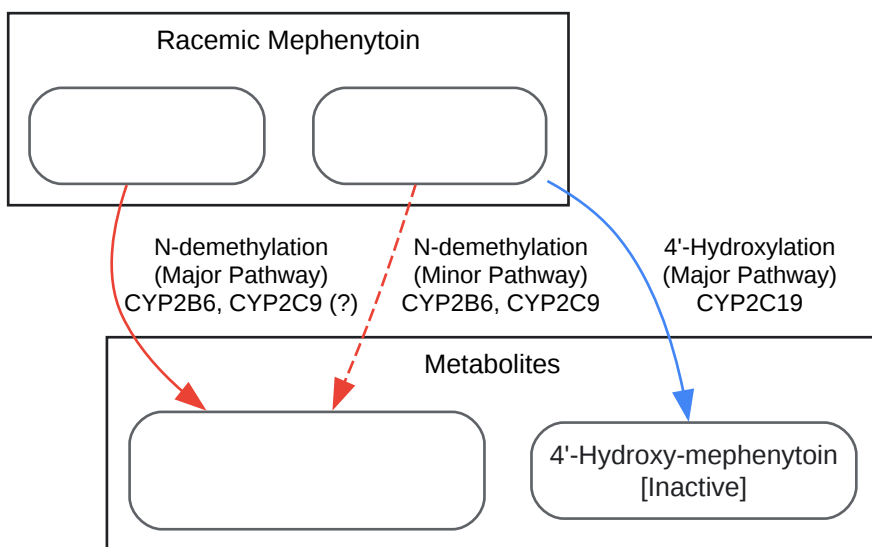 Racemic Mephenytoin
N-demethylation
(Major Pathway)
CYP2B6, CYP2C9 (?)
N-demethylation
(Minor Pathway)
CYP2B6, CYP2C9
4'-Hydroxylation
(Major Pathway)
CYP2C19
Metabolites
4'-Hydroxy-mephenytoin
[Inactive]